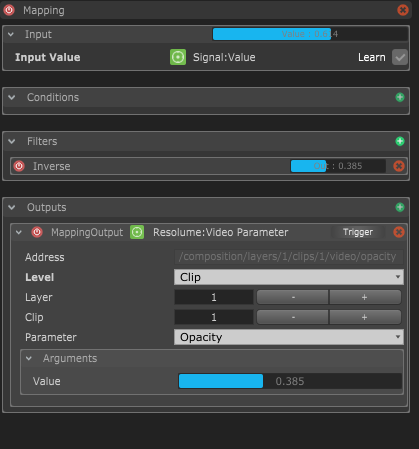 Mapping
Input
Input Value Signal:Value Learn
Conditions
Filters
Inverse : 0.385
Outputs
MappingOutput Resolume:Video Parameter Trigger
Address /composition/layers/1/clips/1/video/opacity
Level Clip
Layer 1 - +
Clip 1 - +
Parameter Opacity
Arguments
Value 0.385